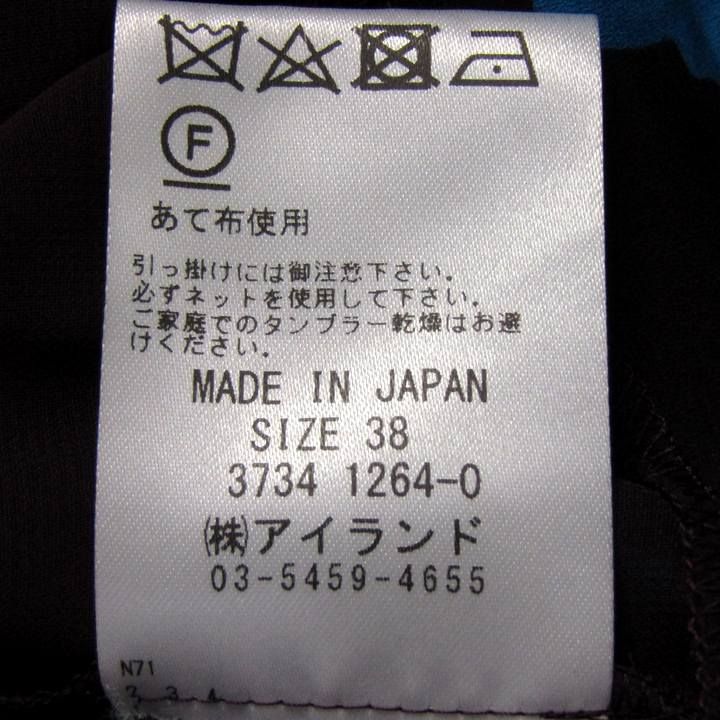 F
あて布使用
引っ掛けには御注意下さい。
必ずネットを使用して下さい。
ご家庭でのタンブラー乾燥はお避
けください。
MADE IN JAPAN
SIZE 38
3734 1264-0
㈱アイランド
03-5459-4655
N71